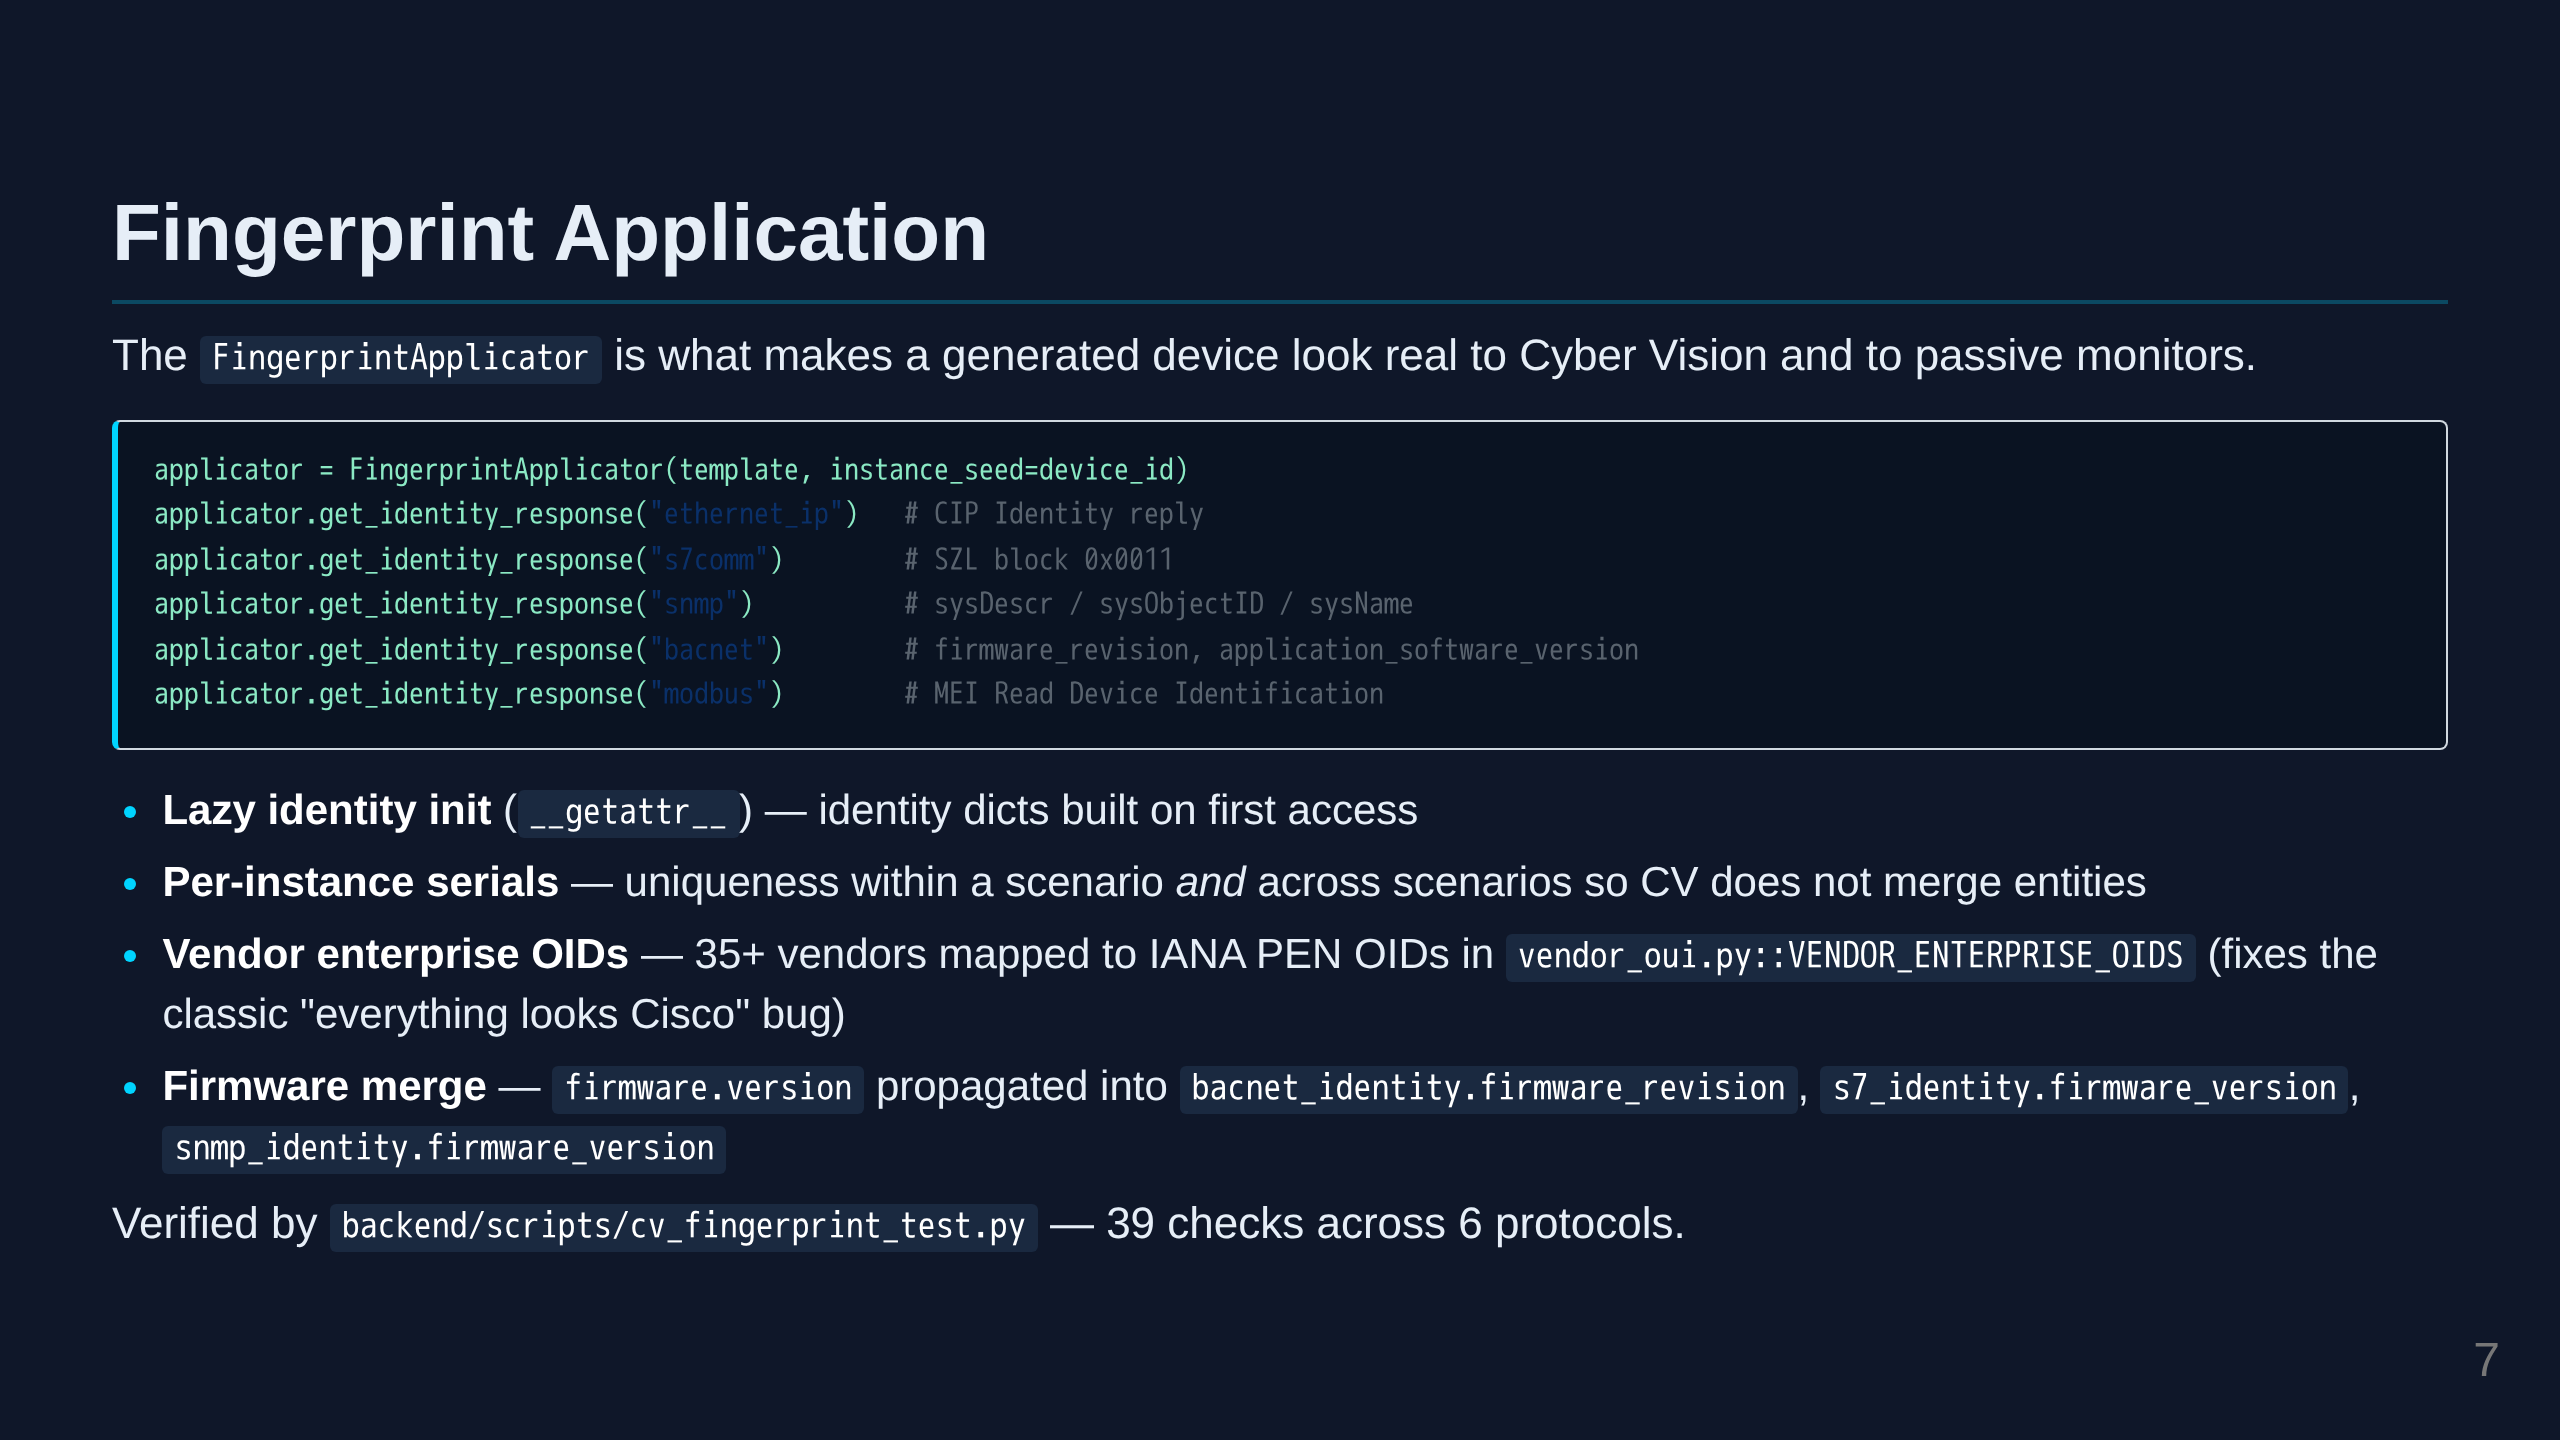 Fingerprint Application
The FingerprintApplicator is what makes a generated device look real to Cyber Vision and to passive monitors.
applicator = FingerprintApplicator(template, instance_seed=device_id)
applicator.get_identity_response("ethernet_ip")   # CIP Identity reply
applicator.get_identity_response("s7comm")        # SZL block 0x0011
applicator.get_identity_response("snmp")          # sysDescr / sysObjectID / sysName
applicator.get_identity_response("bacnet")        # firmware_revision, application_software_version
applicator.get_identity_response("modbus")        # MEI Read Device Identification
• Lazy identity init (__getattr__) — identity dicts built on first access
• Per-instance serials — uniqueness within a scenario and across scenarios so CV does not merge entities
• Vendor enterprise OIDs — 35+ vendors mapped to IANA PEN OIDs in vendor_oui.py::VENDOR_ENTERPRISE_OIDS (fixes the
classic "everything looks Cisco" bug)
• Firmware merge — firmware.version propagated into bacnet_identity.firmware_revision, s7_identity.firmware_version,
snmp_identity.firmware_version
Verified by backend/scripts/cv_fingerprint_test.py — 39 checks across 6 protocols.
7